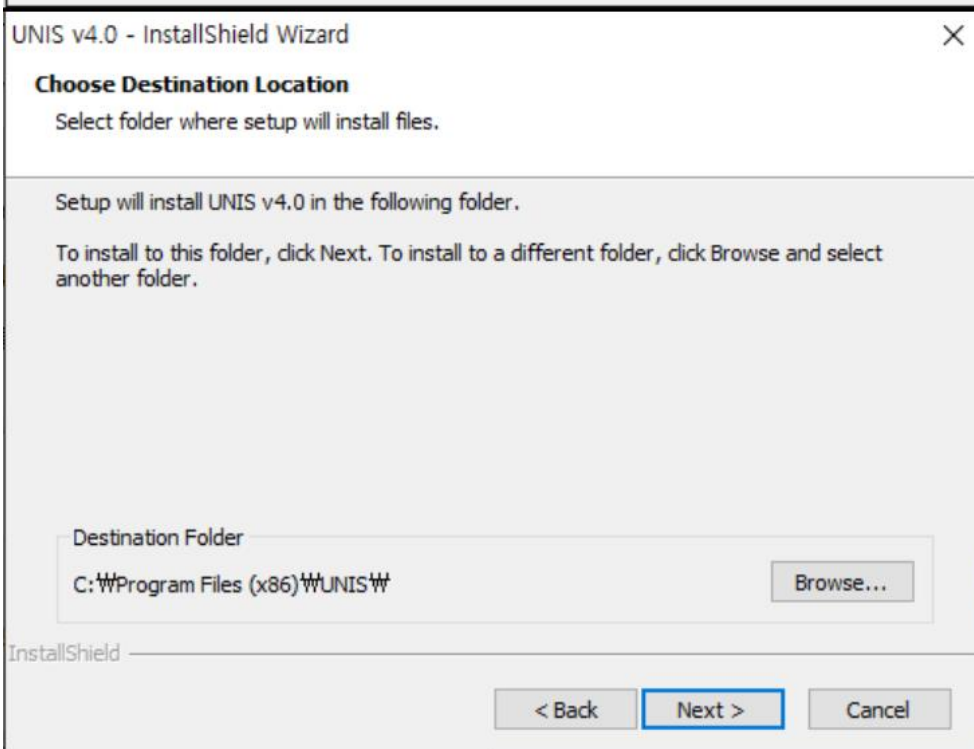 UNIS v4.0 - InstallShield Wizard
Choose Destination Location
Select folder where setup will install files.
Setup will install UNIS v4.0 in the following folder.
To install to this folder, click Next. To install to a different folder, click Browse and select
another folder.
Destination Folder
C:₩Program Files (x86)₩UNIS₩
Browse...
InstallShield
< Back
Next >
Cancel